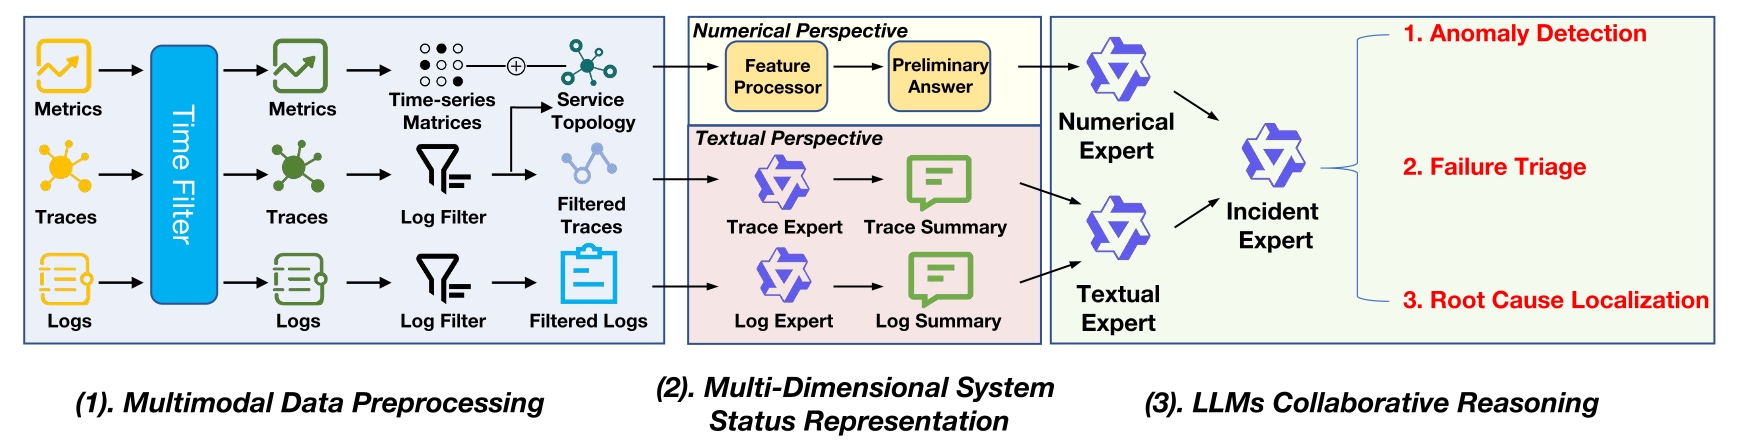 Metrics
Traces
Logs
Time Filter
Metrics
Traces
Logs
Time-series
Matrices
Log Filter
Log Filter
Service
Topology
Filtered
Traces
Filtered Logs
(1). Multimodal Data Preprocessing
Numerical Perspective
Feature
Processor
Preliminary
Answer
Textual Perspective
Trace Expert
Trace Summary
Log Expert
Log Summary
(2). Multi-Dimensional System
Status Representation
Numerical
Expert
Textual
Expert
Incident
Expert
1. Anomaly Detection
2. Failure Triage
3. Root Cause Localization
(3). LLMs Collaborative Reasoning